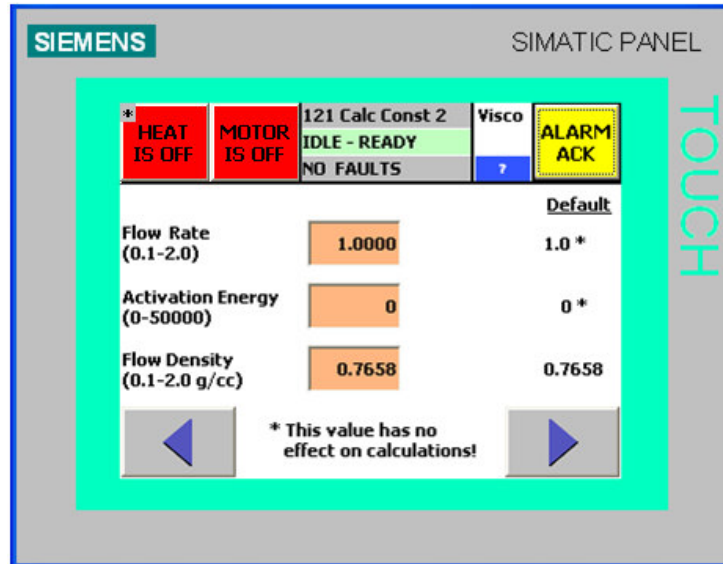 SIEMENS
SIMATIC PANEL
TOUCH
*
HEAT
IS OFF
MOTOR
IS OFF
121 Calc Const 2
IDLE - READY
NO FAULTS
Visco
?
ALARM
ACK
Default
Flow Rate
(0.1-2.0)
1.0000
1.0 *
Activation Energy
(0-50000)
0
0 *
Flow Density
(0.1-2.0 g/cc)
0.7658
0.7658
* This value has no
effect on calculations!